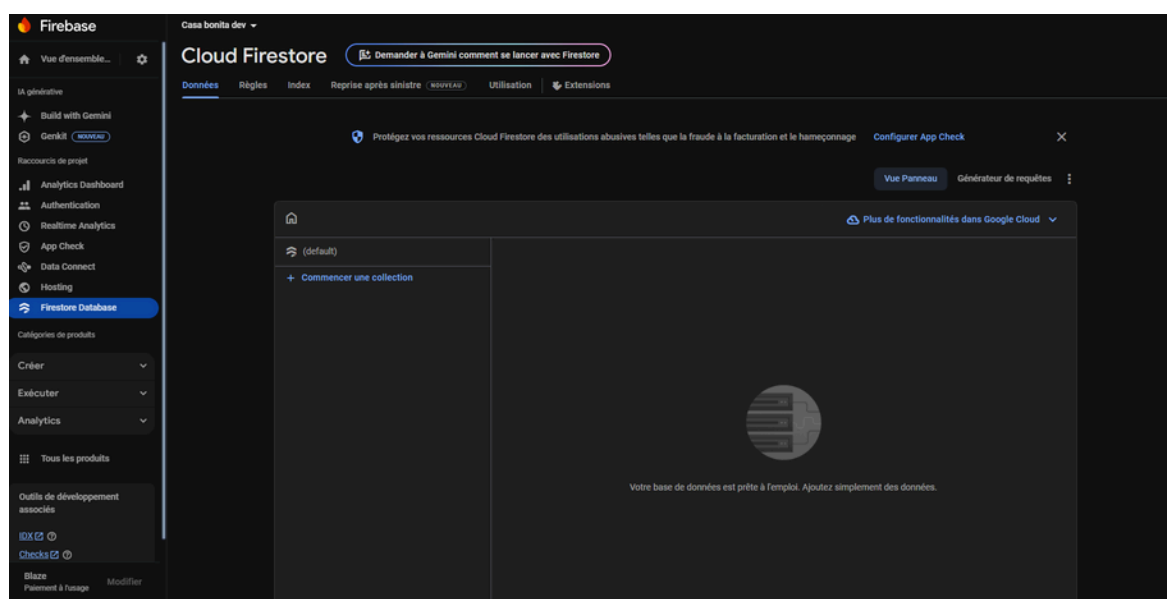 Firebase
Vue d'ensemble...
IA générative
Build with Gemini
Genkit NOUVEAU
Raccourcis de projet
Analytics Dashboard
Authentication
Realtime Analytics
App Check
Data Connect
Hosting
Firestore Database
Catégories de produits
Créer
Exécuter
Analytics
Tous les produits
Outils de développement
associés
IDX
Checks
Blaze
Paiement à l'usage
Modifier
Casa bonita dev
Cloud Firestore
Demander à Gemini comment se lancer avec Firestore
Données Règles Index Reprise après sinistre NOUVEAU Utilisation Extensions
Protégez vos ressources Cloud Firestore des utilisations abusives telles que la fraude à la facturation et le hameçonnage Configurer App Check
Vue Panneau Générateur de requêtes
Plus de fonctionnalités dans Google Cloud
(default)
+ Commencer une collection
Votre base de données est prête à l'emploi. Ajoutez simplement des données.